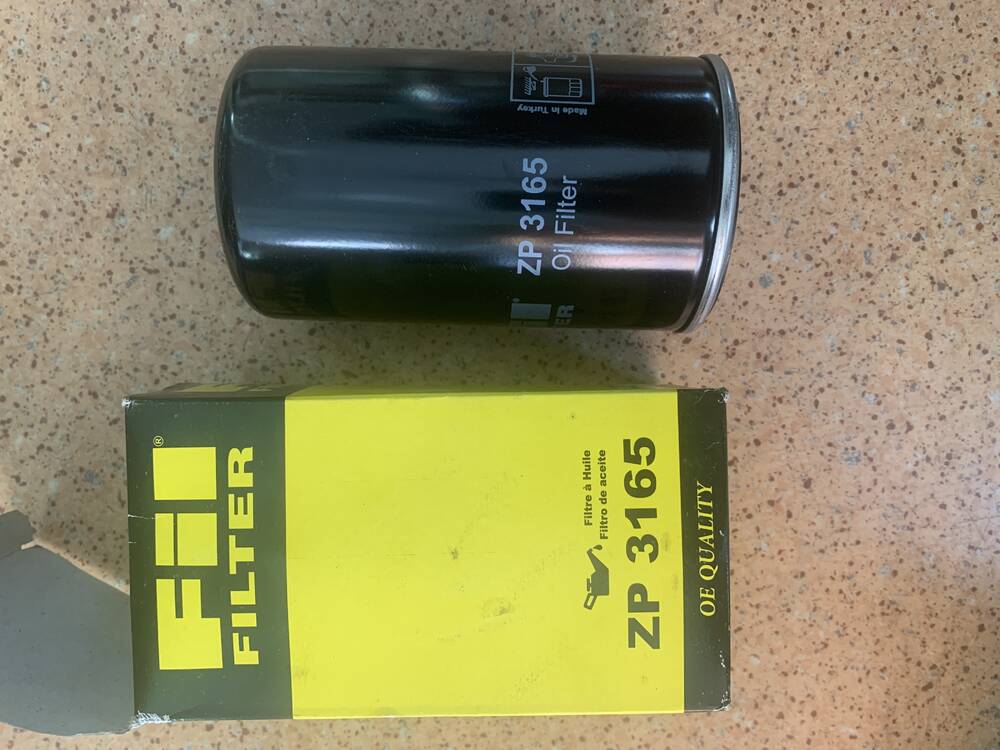 Made in Turkey
ZP 3165
Oil Filter
Fil®
FILTER
Filtre à Huile
Filtro de aceite
ZP 3165
OE QUALITY